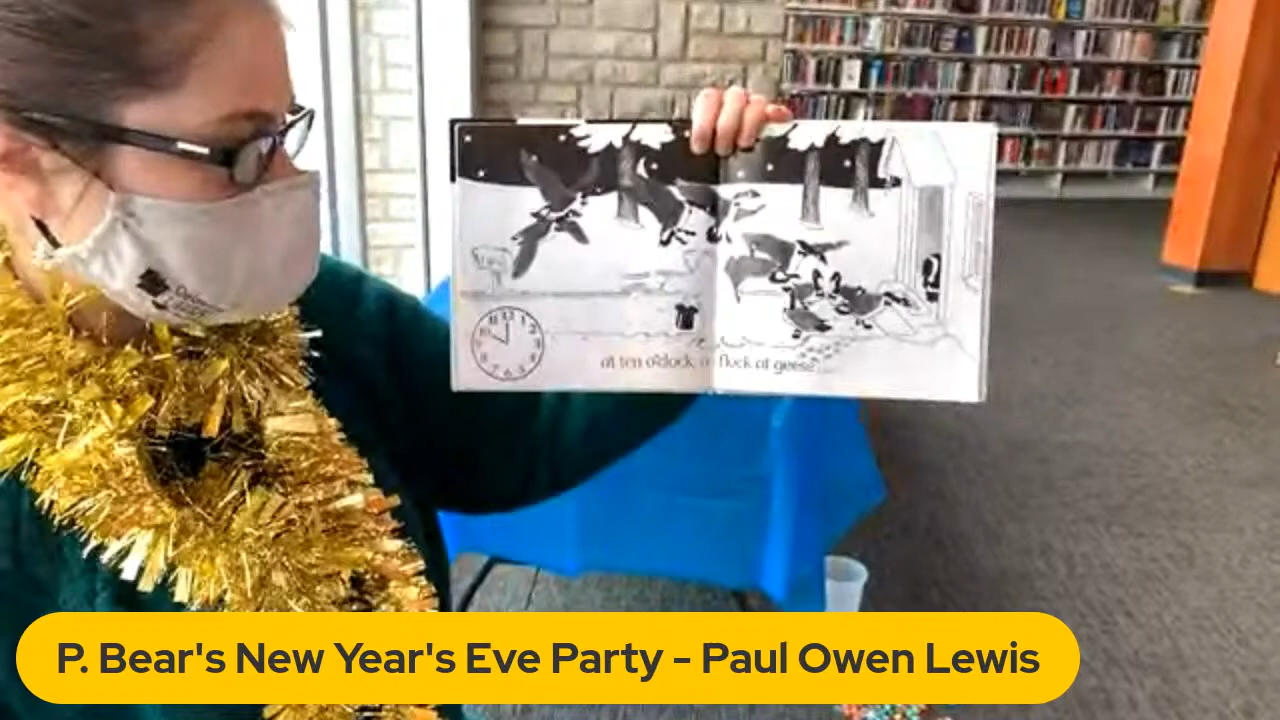 at ten o'clock, a flock of geese
P. Bear's New Year's Eve Party - Paul Owen Lewis